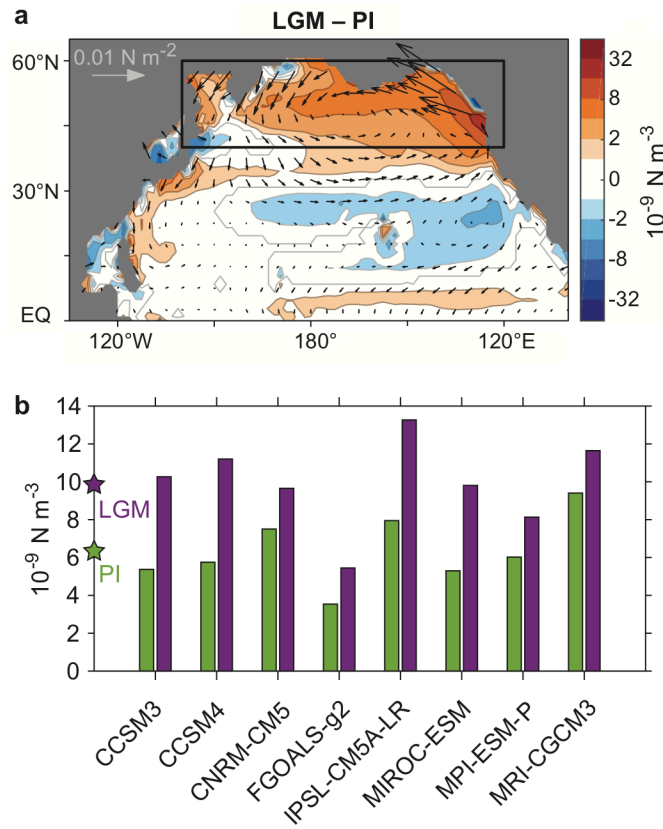 a
LGM – PI
60°N
30°N
EQ
0.01 N m-2
120°W
180°
120°E
32
8
2
0
-2
-8
-32
10-9 N m-3
b
14
12
10
8
6
4
2
0
10-9 N m-3
LGM
PI
CCSM3
CCSM4
CNRM-CM5
FGOALS-g2
IPSL-CM5A-LR
MIROC-ESM
MPI-ESM-P
MRI-CGCM3